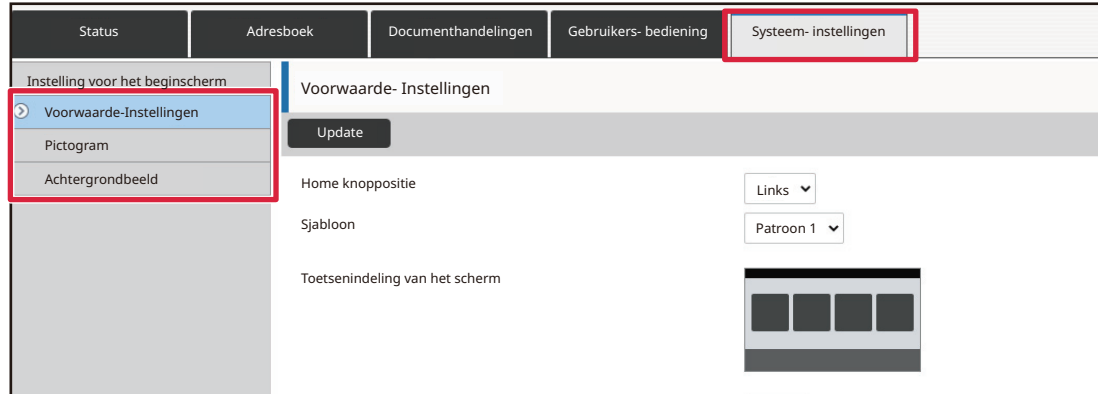 Status
Adresboek
Documenthandelingen
Gebruikers- bediening
Systeem- instellingen
Instelling voor het beginscherm
Voorwaarde-Instellingen
Pictogram
Achtergrondbeeld
Voorwaarde- Instellingen
Update
Home knoppositie
Links
Sjabloon
Patroon 1
Toetsenindeling van het scherm